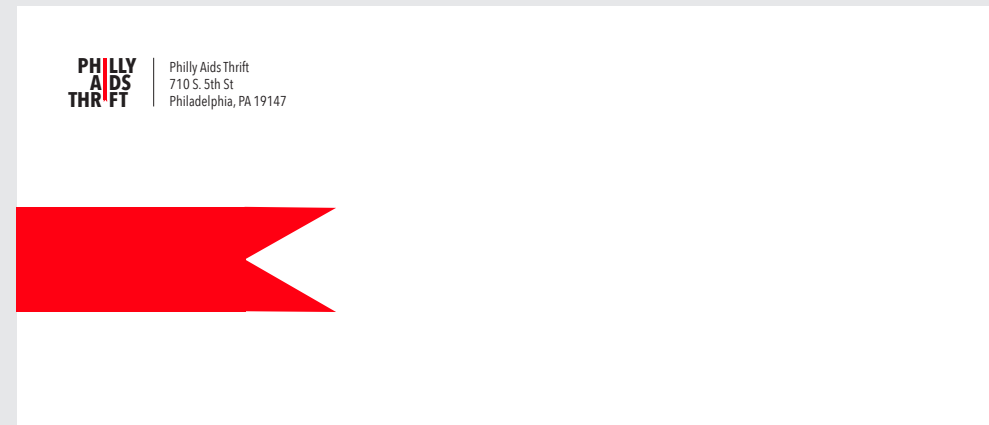 PHILLY
AIDS
THRIFT
Philly Aids Thrift
710 S. 5th St
Philadelphia, PA 19147